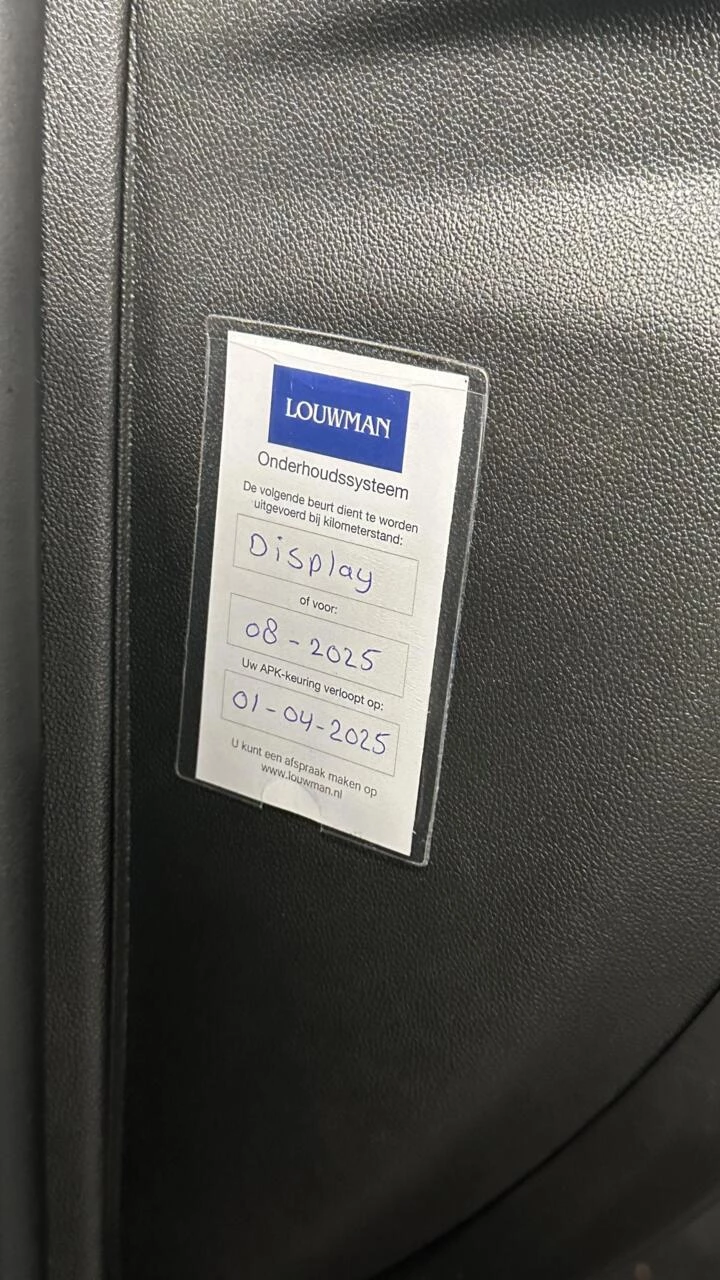 LOUWMAN
Onderhoudssysteem
De volgende beurt dient te worden
uitgevoerd bij kilometerstand:
Display
of voor:
08-2025
Uw APK-keuring verloopt op:
01-04-2025
U kunt een afspraak maken op
www.louwman.nl